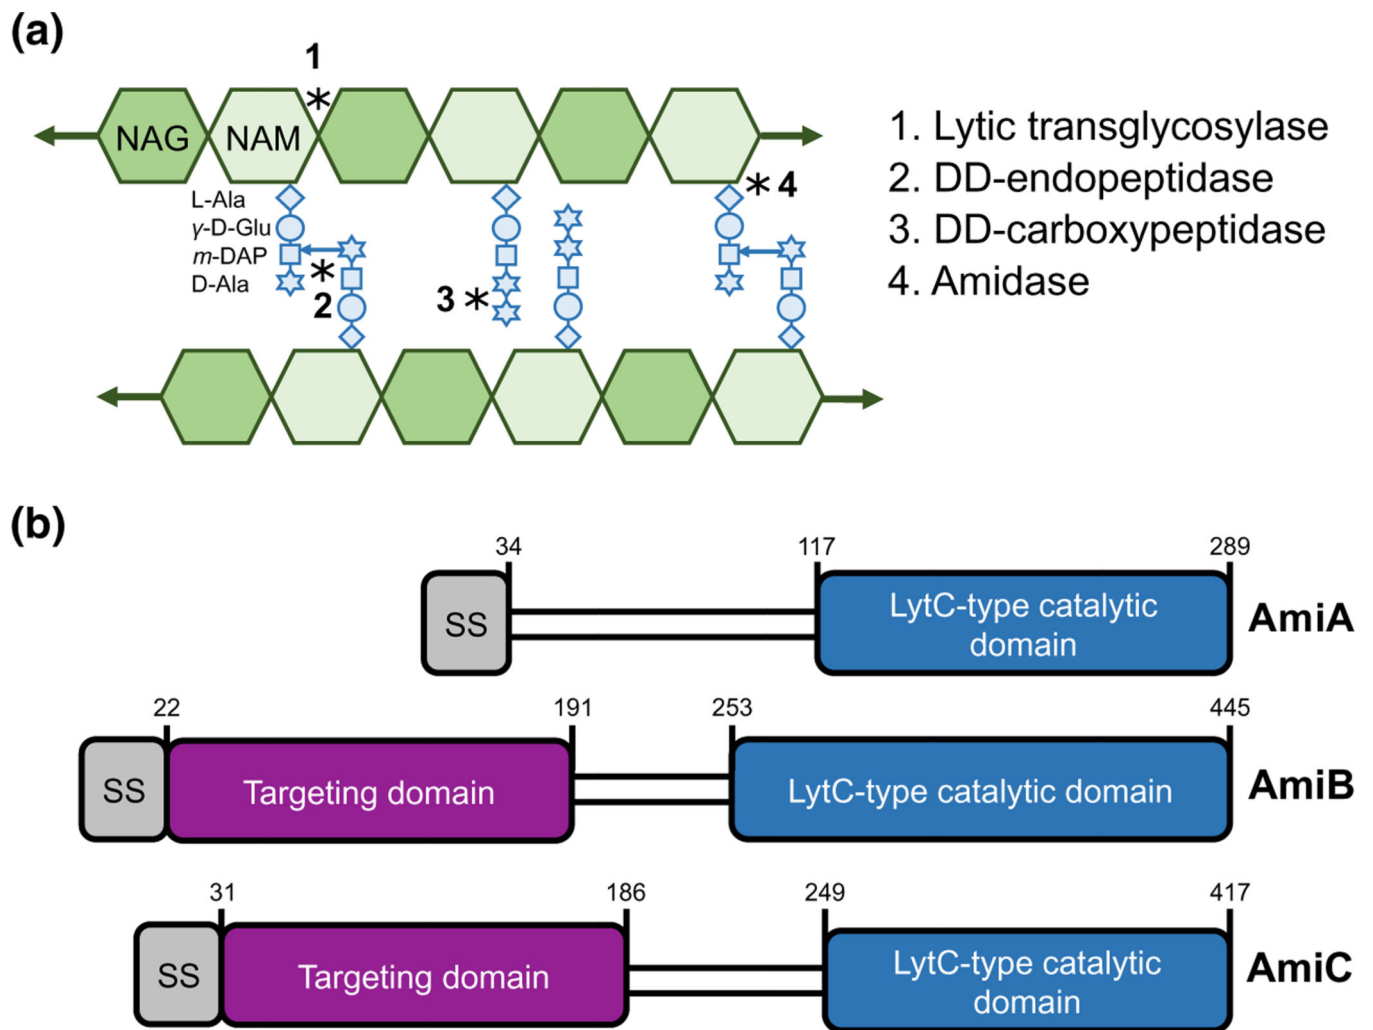 (a)
1
NAG
NAM
4
L-Ala
γ-D-Glu
m-DAP
D-Ala
2
3
1. Lytic transglycosylase
2. DD-endopeptidase
3. DD-carboxypeptidase
4. Amidase
(b)
34
117
289
SS
LytC-type catalytic
domain
AmiA
22
191
253
445
SS
Targeting domain
LytC-type catalytic domain
AmiB
31
186
249
417
SS
Targeting domain
LytC-type catalytic
domain
AmiC